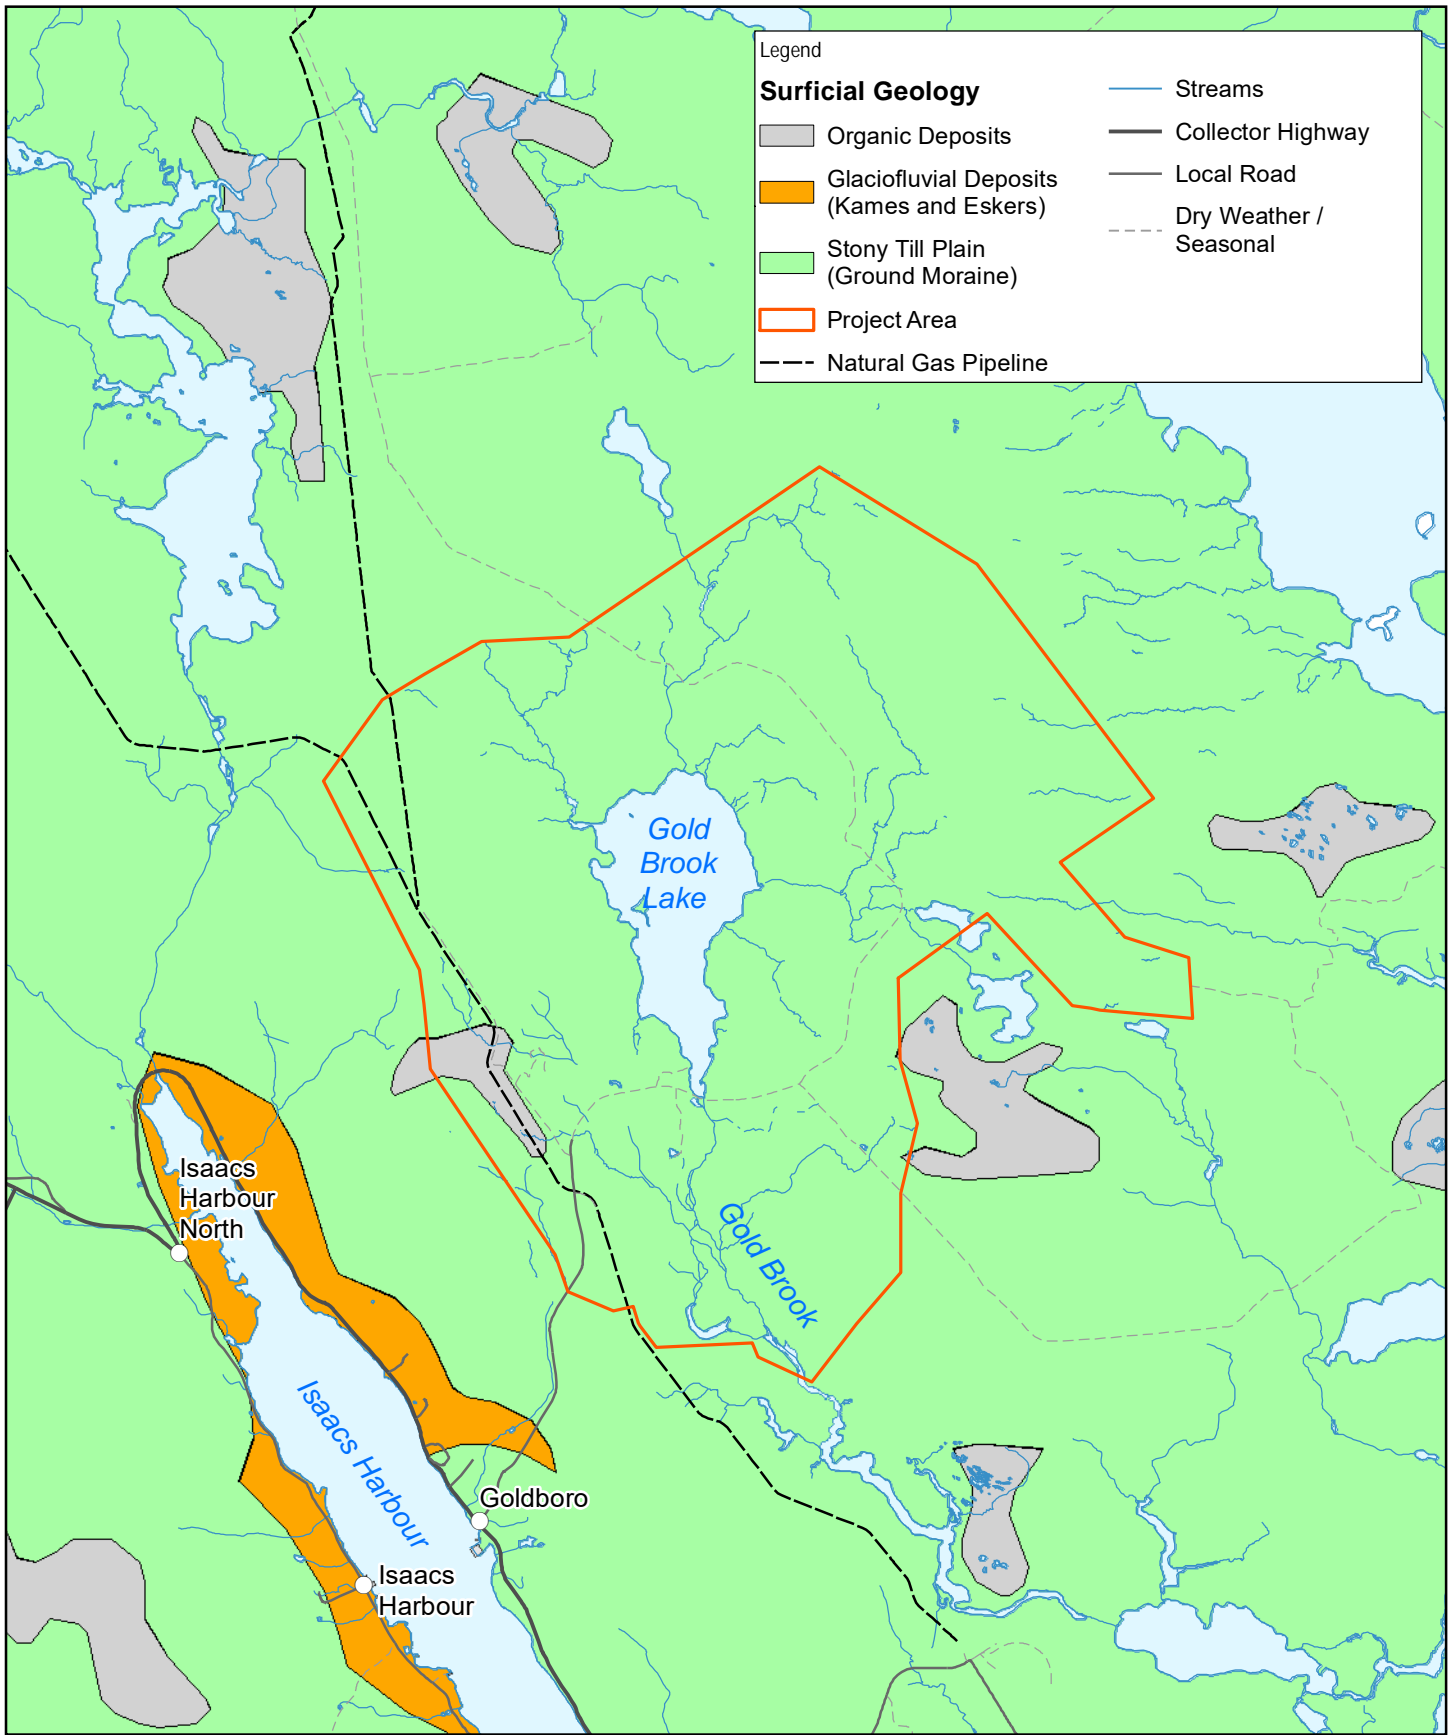 Legend
Surficial Geology
Organic Deposits
Glaciofluvial Deposits
(Kames and Eskers)
Stony Till Plain
(Ground Moraine)
Project Area
Natural Gas Pipeline
Streams
Collector Highway
Local Road
Dry Weather /
Seasonal
Gold
Brook
Lake
Isaacs
Harbour
North
Gold Brook
Isaacs Harbour
Goldboro
Isaacs
Harbour